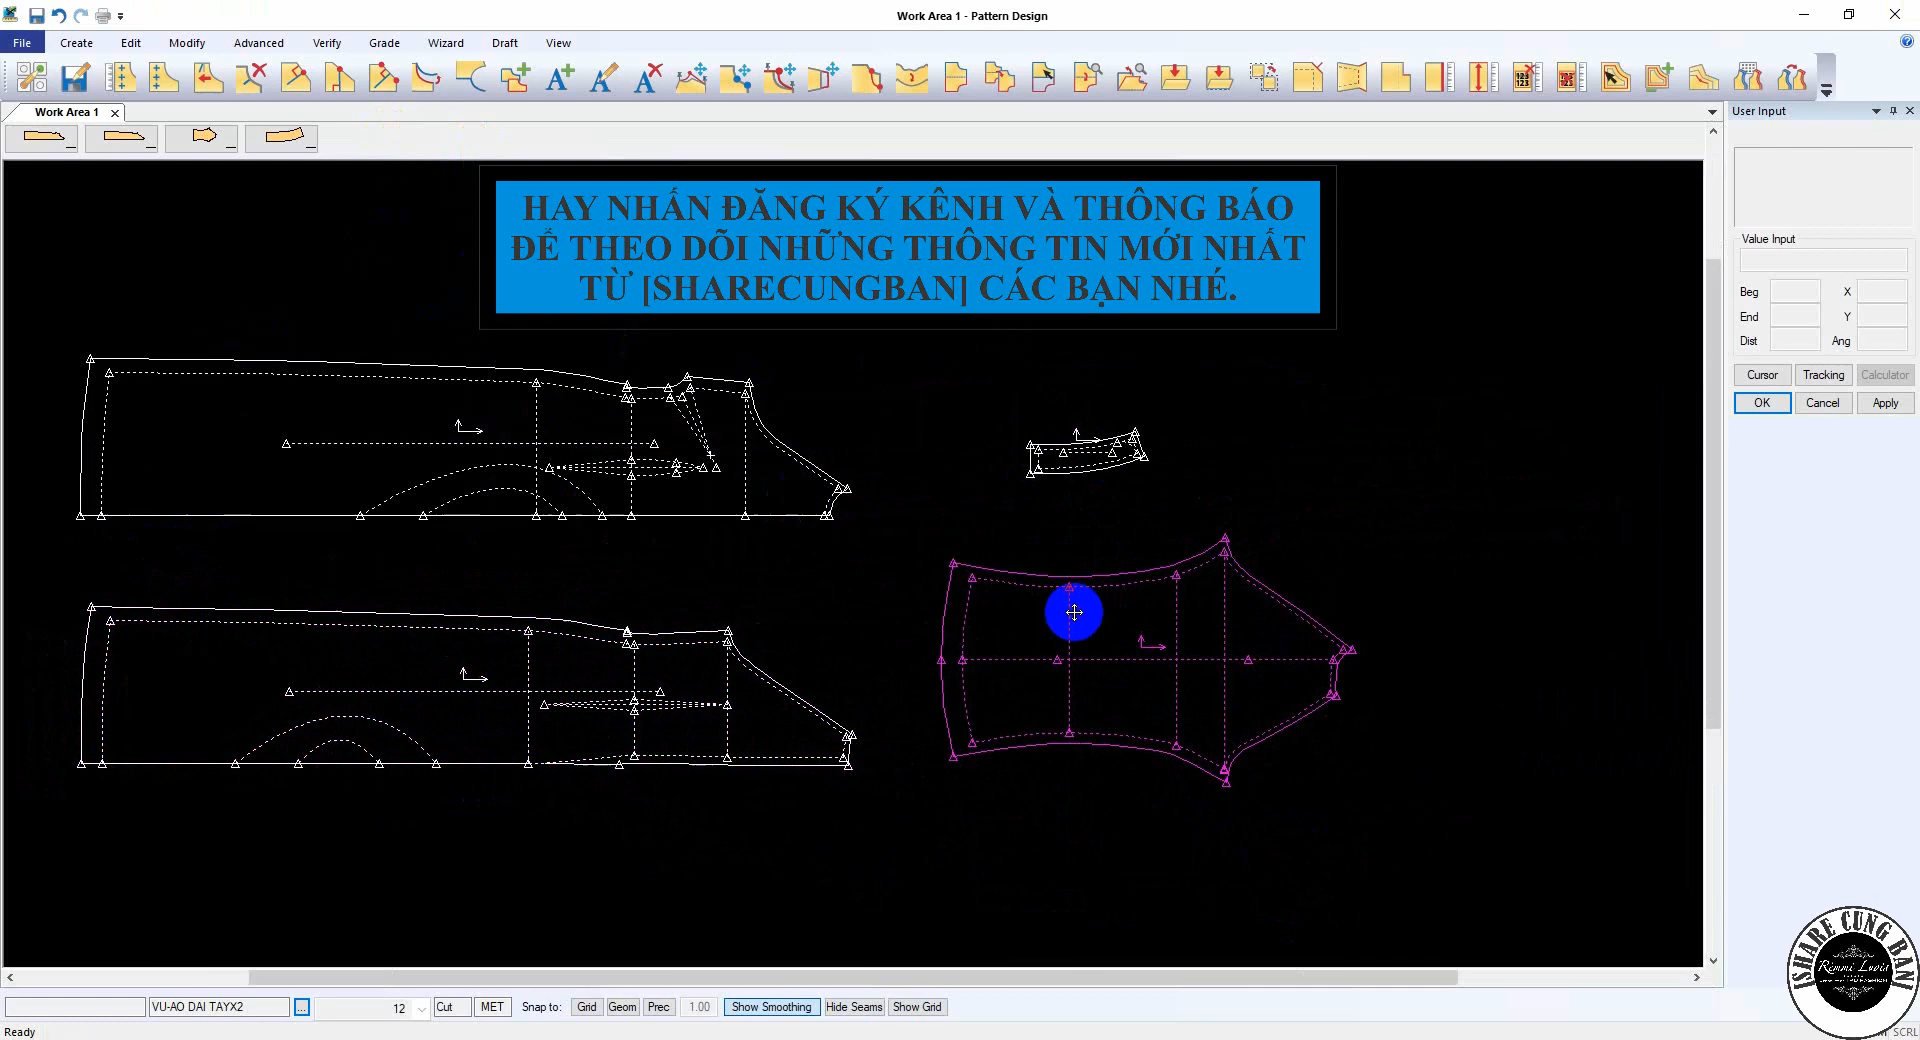 Work Area 1 - Pattern Design
File Create Edit Modify Advanced Verify Grade Wizard Draft View
Work Area 1
User Input
HAY NHẤN ĐĂNG KÝ KÊNH VÀ THÔNG BÁO
ĐỂ THEO DÕI NHỮNG THÔNG TIN MỚI NHẤT
TỪ [SHARECUNGBAN] CÁC BẠN NHÉ.
Value Input
Beg X
End Y
Dist Ang
Cursor Tracking Calculator
OK Cancel Apply
SHARE CUNG BAN
Rimmi Luvis
VU-AO DAI TAYX2 ... 12 Cut MET Snap to: Grid Geom Prec 1.00 Show Smoothing Hide Seams Show Grid
Ready
SCRL